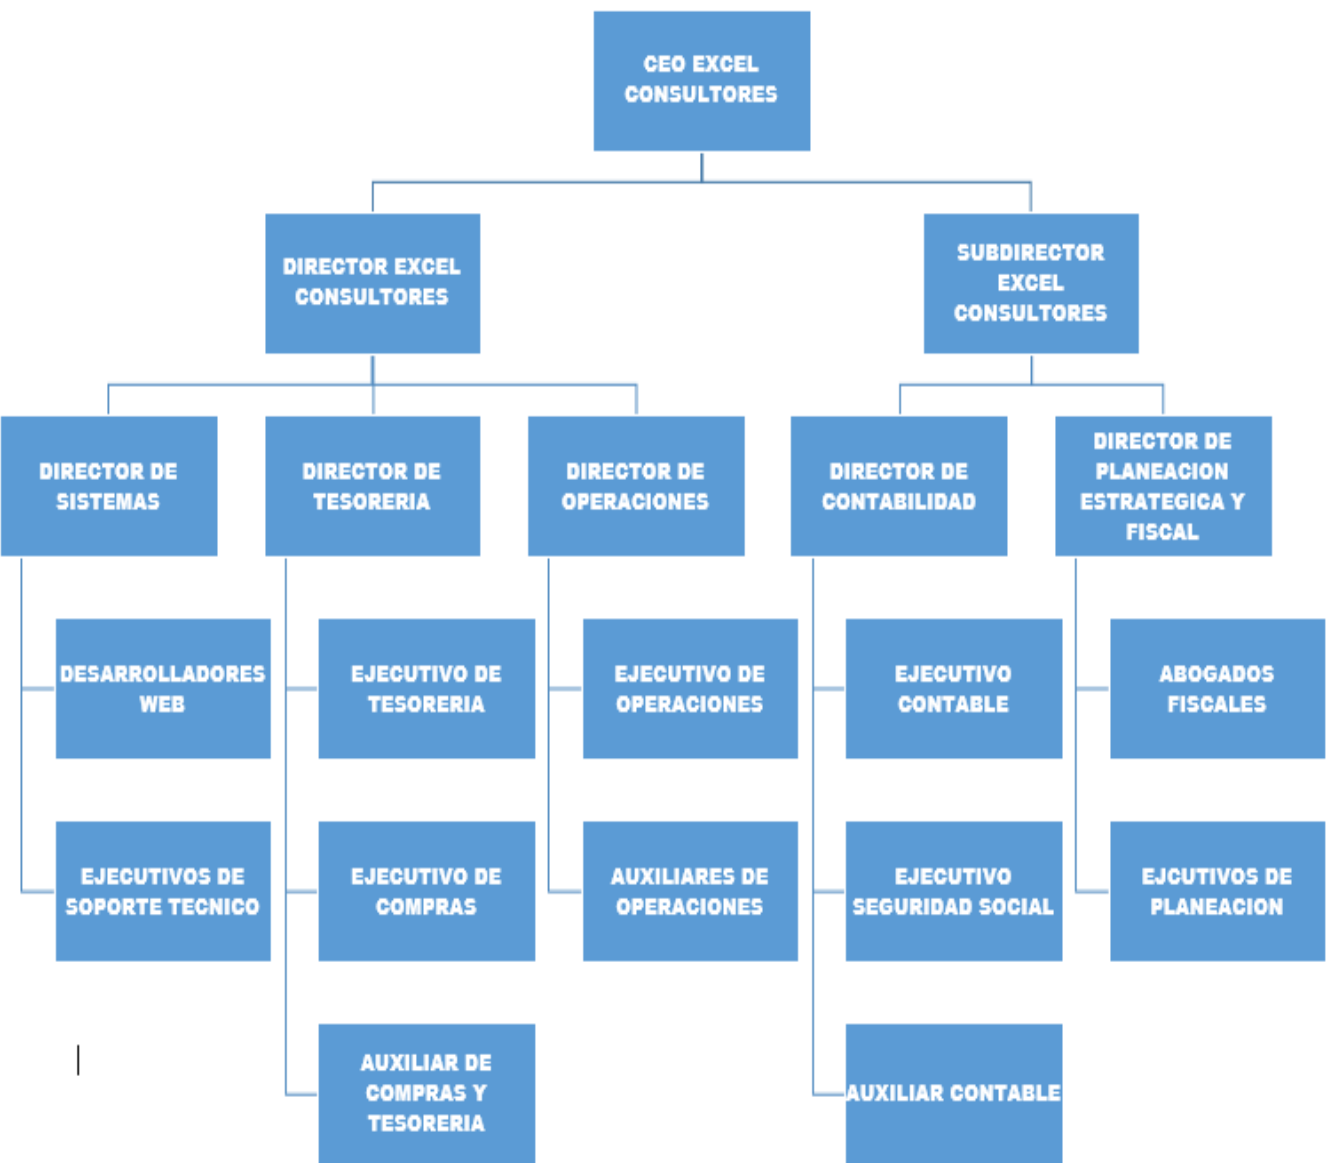 CEO EXCEL
CONSULTORES
DIRECTOR EXCEL
CONSULTORES
SUBDIRECTOR
EXCEL
CONSULTORES
DIRECTOR DE
SISTEMAS
DIRECTOR DE
TESORERIA
DIRECTOR DE
OPERACIONES
DIRECTOR DE
CONTABILIDAD
DIRECTOR DE
PLANEACION
ESTRATEGICA Y
FISCAL
DESARROLLADORES
WEB
EJECUTIVO DE
TESORERIA
EJECUTIVO DE
OPERACIONES
EJECUTIVO
CONTABLE
ABOGADOS
FISCALES
EJECUTIVOS DE
SOPORTE TECNICO
EJECUTIVO DE
COMPRAS
AUXILIARES DE
OPERACIONES
EJECUTIVO
SEGURIDAD SOCIAL
EJCUTIVOS DE
PLANEACION
AUXILIAR DE
COMPRAS Y
TESORERIA
AUXILIAR CONTABLE